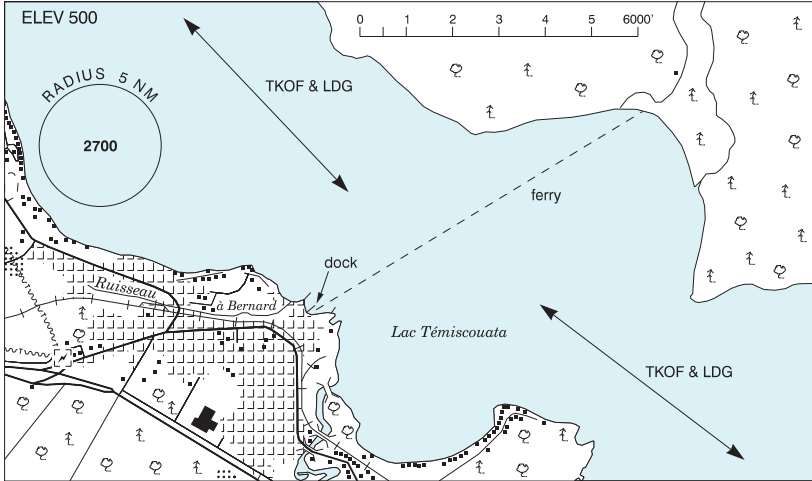 ELEV 500
0 1 2 3 4 5 6000'
TKOF & LDG
RADIUS 5 NM
2700
ferry
dock
Ruisseau
à Bernard
Lac Témiscouata
TKOF & LDG